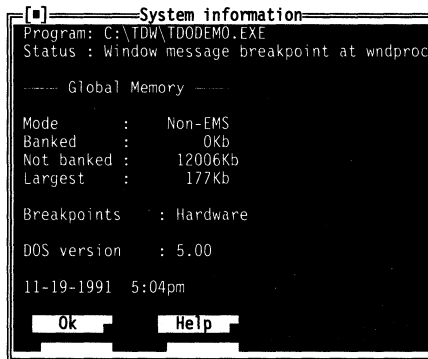 [■]System information
Program: C:\TDW\TDODEMO.EXE
Status : Window message breakpoint at wndproc
Global Memory
Mode : Non-EMS
Banked : 0Kb
Not banked : 12006Kb
Largest : 177Kb
Breakpoints : Hardware
DOS version : 5.00
11-19-1991 5:04pm
Ok Help